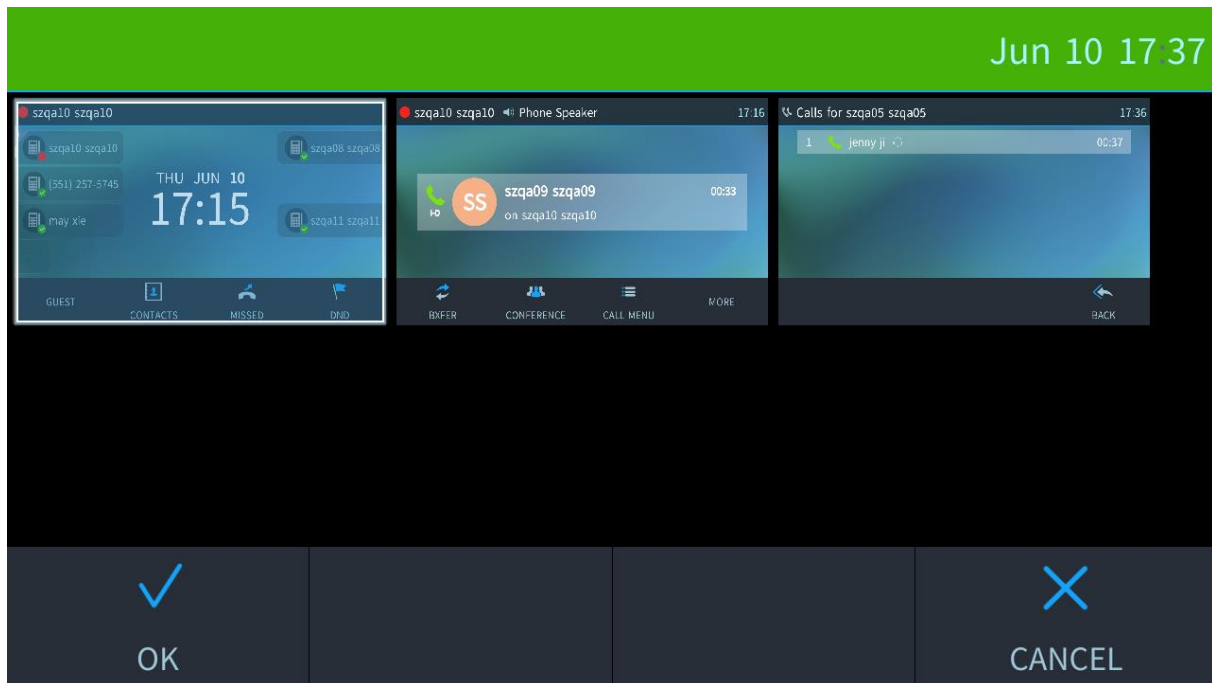 Jun 10 17:37
szqa10 szqa10
szqa10 szqa10
szqa08 szqa08
(551) 257-5745
THU JUN 10
17:15
may xie
szqa11 szqa11
GUEST
CONTACTS
MISSED
DND
szqa10 szqa10 Phone Speaker 17:16
SS
szqa09 szqa09 00:33
on szqa10 szqa10
BXFER
CONFERENCE
CALL MENU
MORE
Calls for szqa05 szqa05 17:36
1 jenny ji 00:37
BACK
OK
CANCEL